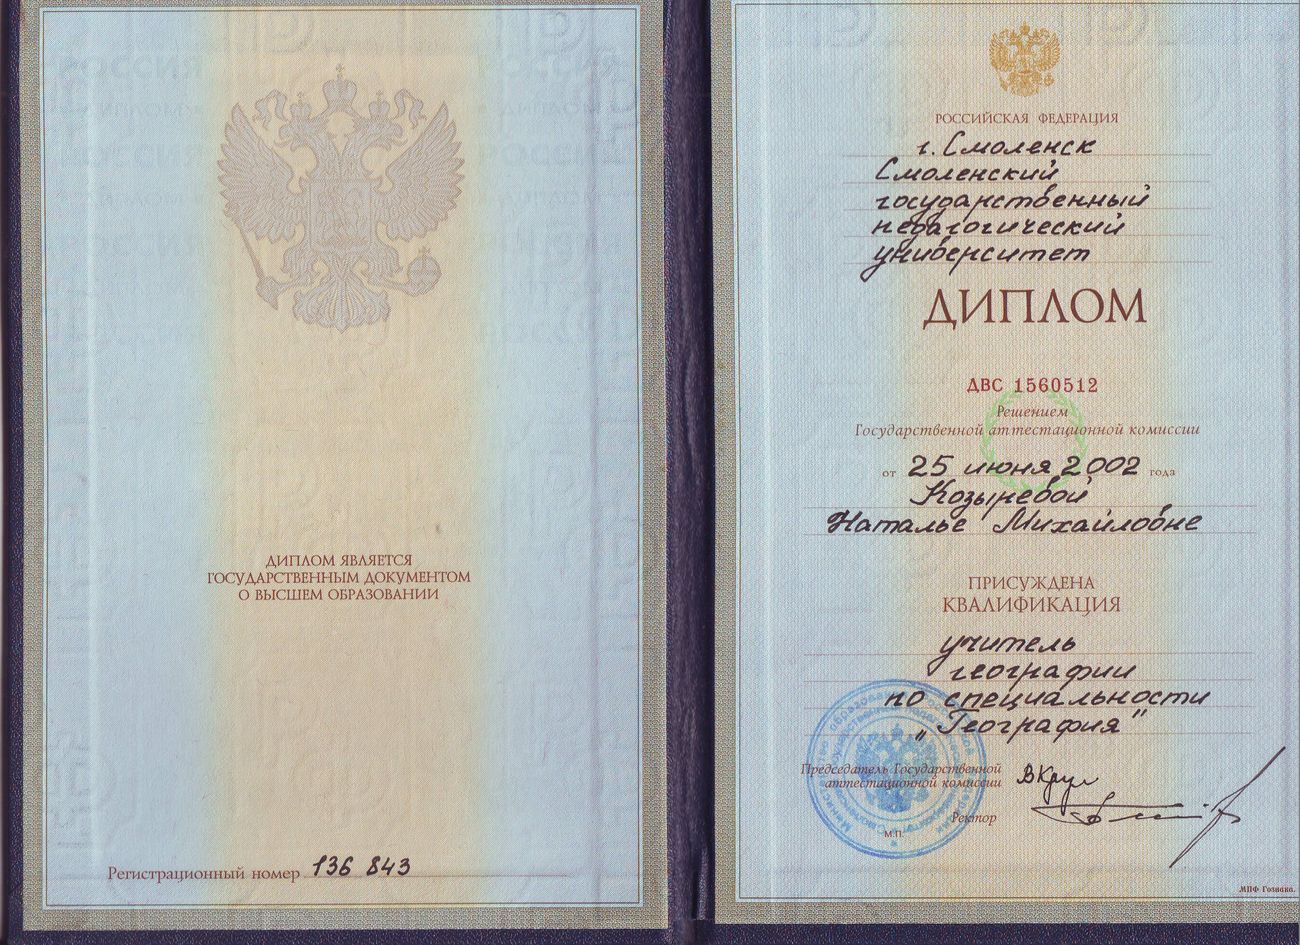 ДИПЛОМ ЯВЛЯЕТСЯ
ГОСУДАРСТВЕННЫМ ДОКУМЕНТОМ
О ВЫСШЕМ ОБРАЗОВАНИИ
Регистрационный номер 136 843
РОССИЙСКАЯ ФЕДЕРАЦИЯ
г. Смоленск
Смоленский
государственный
педагогический
университет
ДИПЛОМ
ДВС 1560512
Решением
Государственной аттестационной комиссии
от 25 июня 2002 года
Козыревой
Наталье Михайловне
ПРИСУЖДЕНА
КВАЛИФИКАЦИЯ
учитель
географии
по специальности
„География"
Председатель Государственной
аттестационной комиссии
Ректор
М.П.
МПФ Гознака.